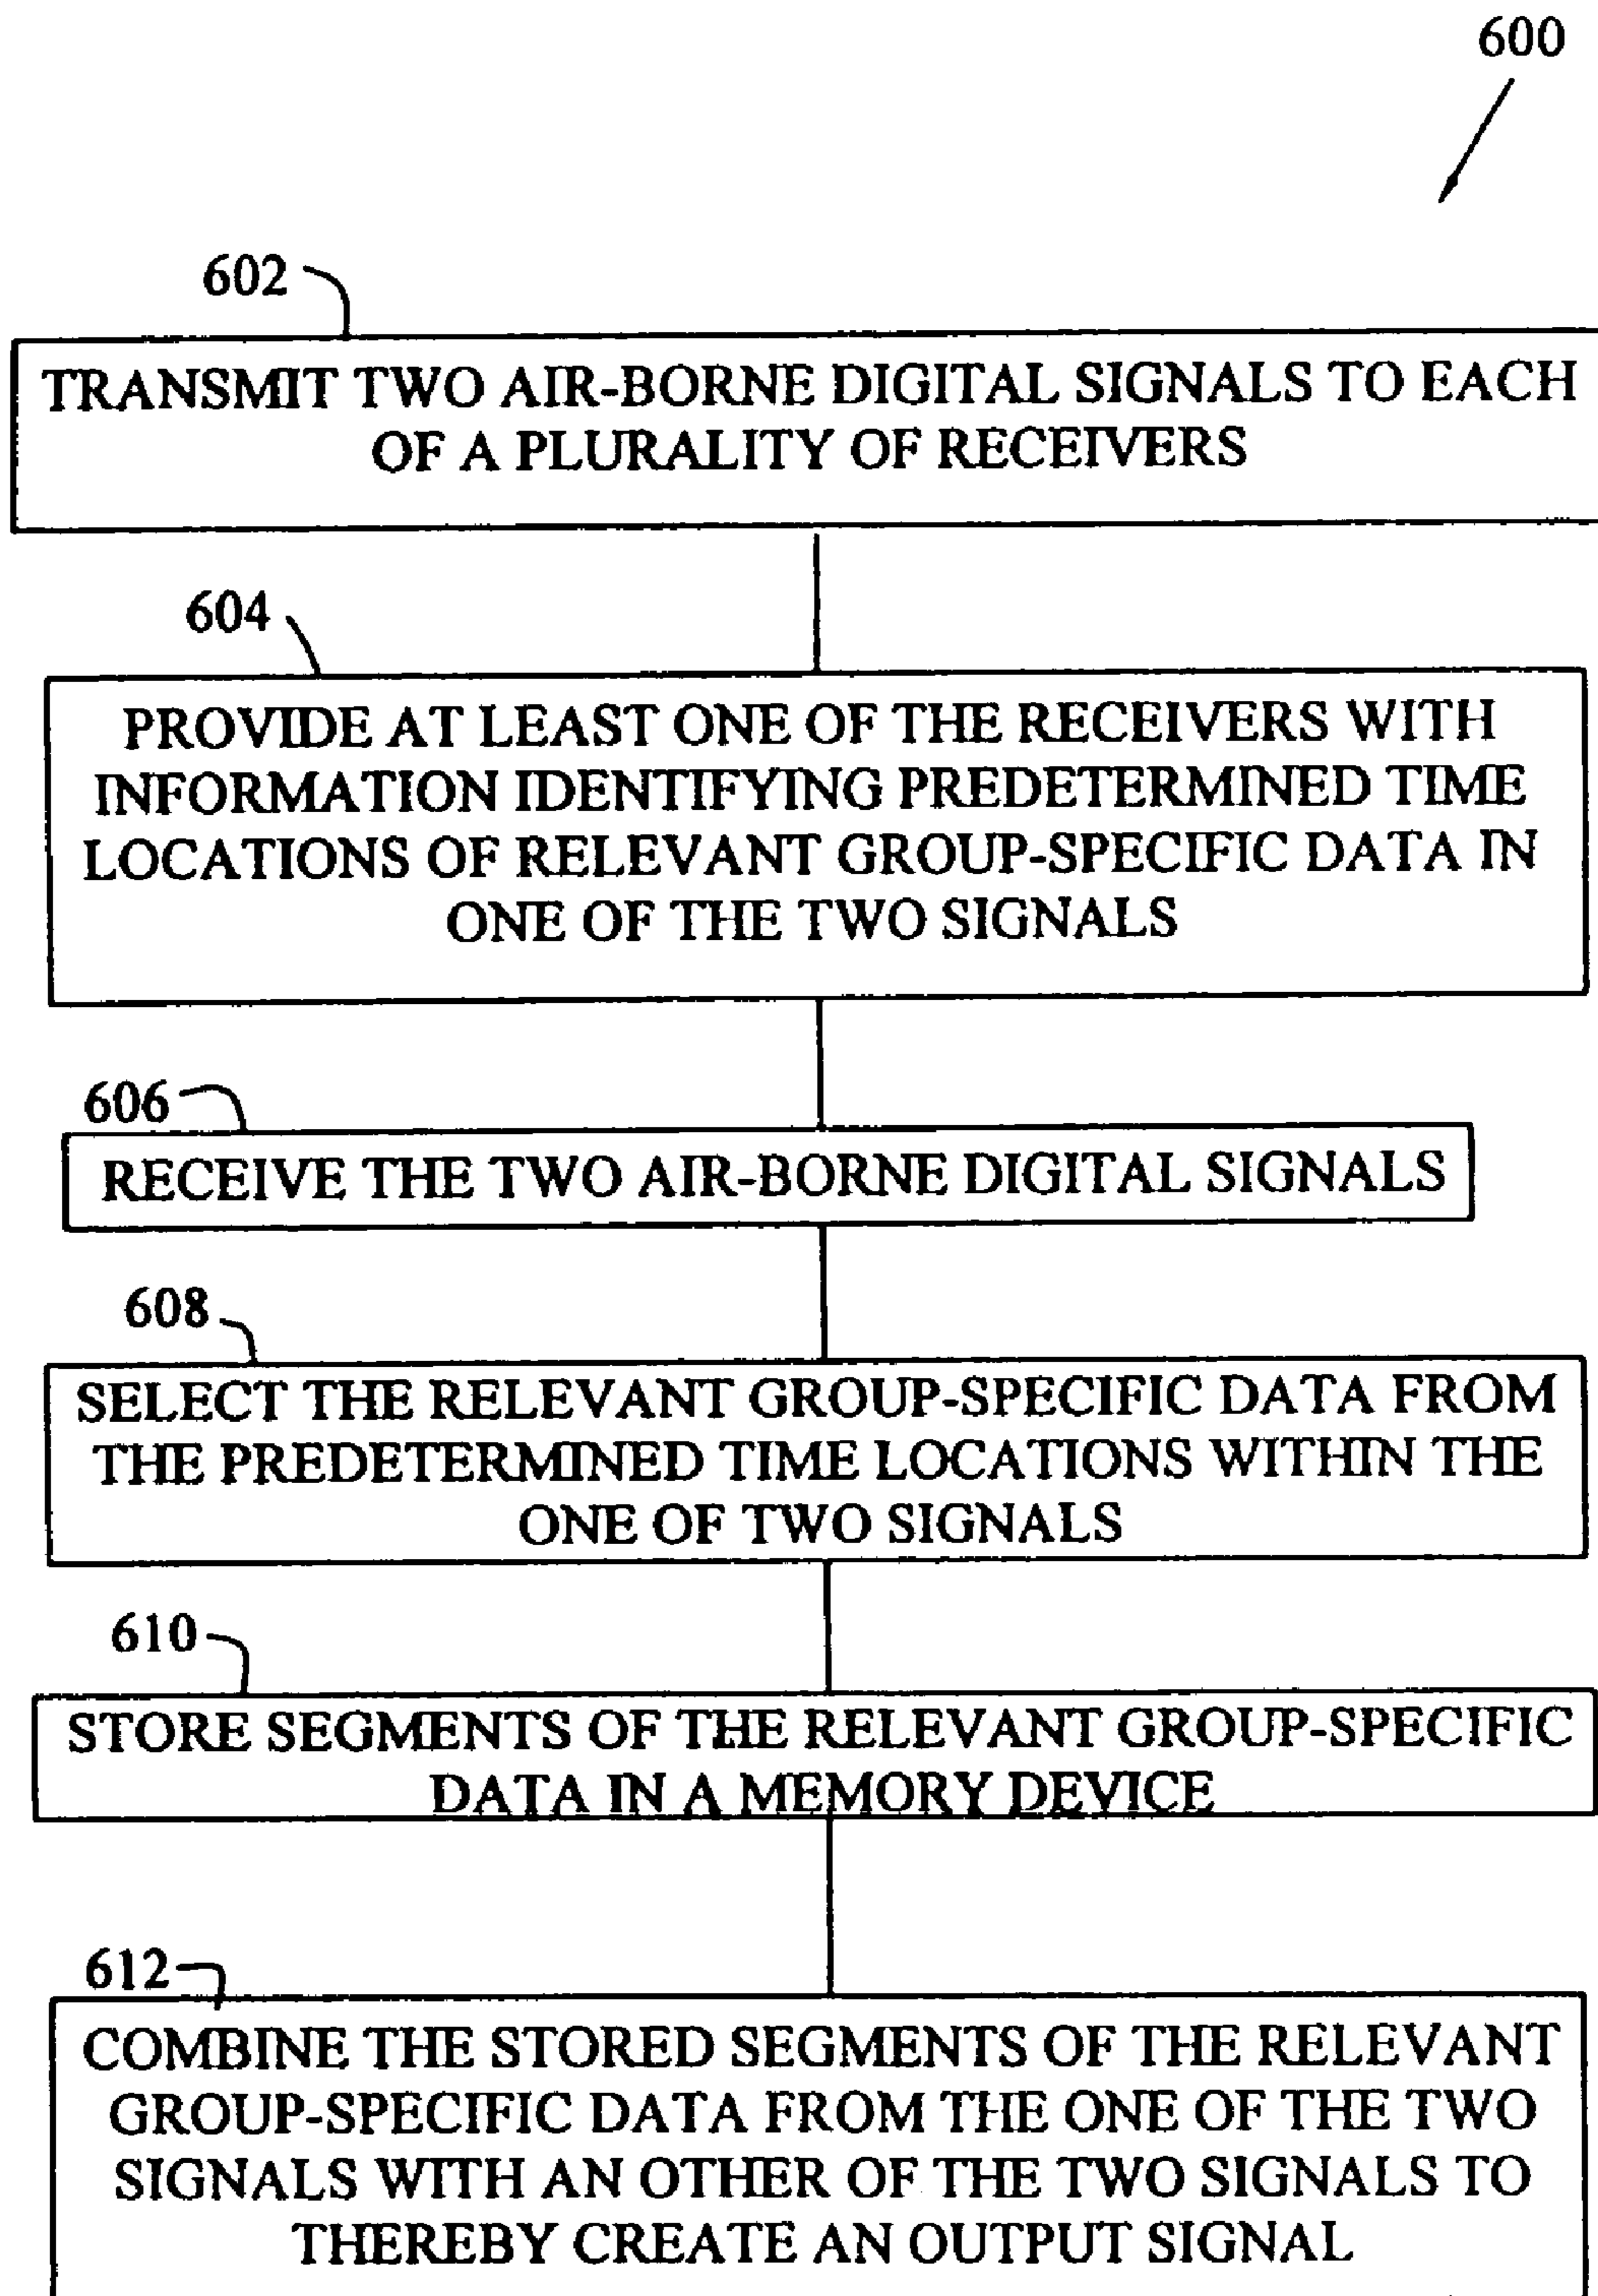 600
602
TRANSMIT TWO AIR-BORNE DIGITAL SIGNALS TO EACH
OF A PLURALITY OF RECEIVERS
604
PROVIDE AT LEAST ONE OF THE RECEIVERS WITH
INFORMATION IDENTIFYING PREDETERMINED TIME
LOCATIONS OF RELEVANT GROUP-SPECIFIC DATA IN
ONE OF THE TWO SIGNALS
606
RECEIVE THE TWO AIR-BORNE DIGITAL SIGNALS
608
SELECT THE RELEVANT GROUP-SPECIFIC DATA FROM
THE PREDETERMINED TIME LOCATIONS WITHIN THE
ONE OF TWO SIGNALS
610
STORE SEGMENTS OF THE RELEVANT GROUP-SPECIFIC
DATA IN A MEMORY DEVICE
612
COMBINE THE STORED SEGMENTS OF THE RELEVANT
GROUP-SPECIFIC DATA FROM THE ONE OF THE TWO
SIGNALS WITH AN OTHER OF THE TWO SIGNALS TO
THEREBY CREATE AN OUTPUT SIGNAL